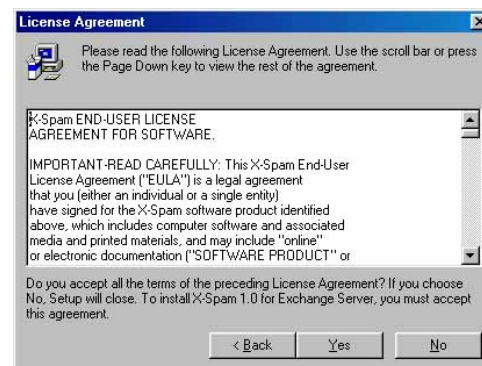 License Agreement
Please read the following License Agreement. Use the scroll bar or press
the Page Down key to view the rest of the agreement.
X-Spam END-USER LICENSE
AGREEMENT FOR SOFTWARE.
IMPORTANT-READ CAREFULLY: This X-Spam End-User
License Agreement ("EULA") is a legal agreement
that you (either an individual or a single entity)
have signed for the X-Spam software product identified
above, which includes computer software and associated
media and printed materials, and may include "online"
or electronic documentation ("SOFTWARE PRODUCT" or
Do you accept all the terms of the preceding License Agreement? If you choose
No, Setup will close. To install X-Spam 1.0 for Exchange Server, you must accept
this agreement.
< Back
Yes
No